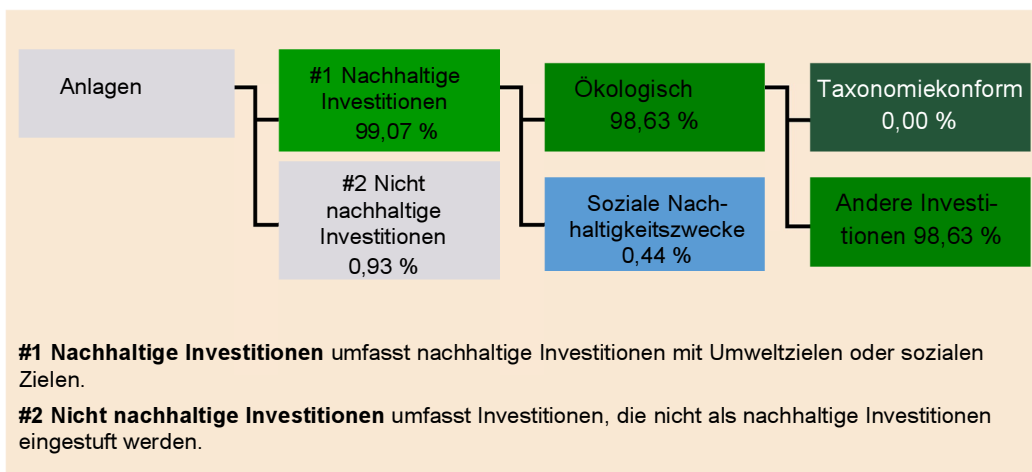 Anlagen
#1 Nachhaltige
Investitionen
99,07 %
#2 Nicht
nachhaltige
Investitionen
0,93 %
Ökologisch
98,63 %
Soziale Nach-
haltigkeitszwecke
0,44 %
Taxonomiekonform
0,00 %
Andere Investi-
tionen 98,63 %
#1 Nachhaltige Investitionen umfasst nachhaltige Investitionen mit Umweltzielen oder sozialen
Zielen.
#2 Nicht nachhaltige Investitionen umfasst Investitionen, die nicht als nachhaltige Investitionen
eingestuft werden.